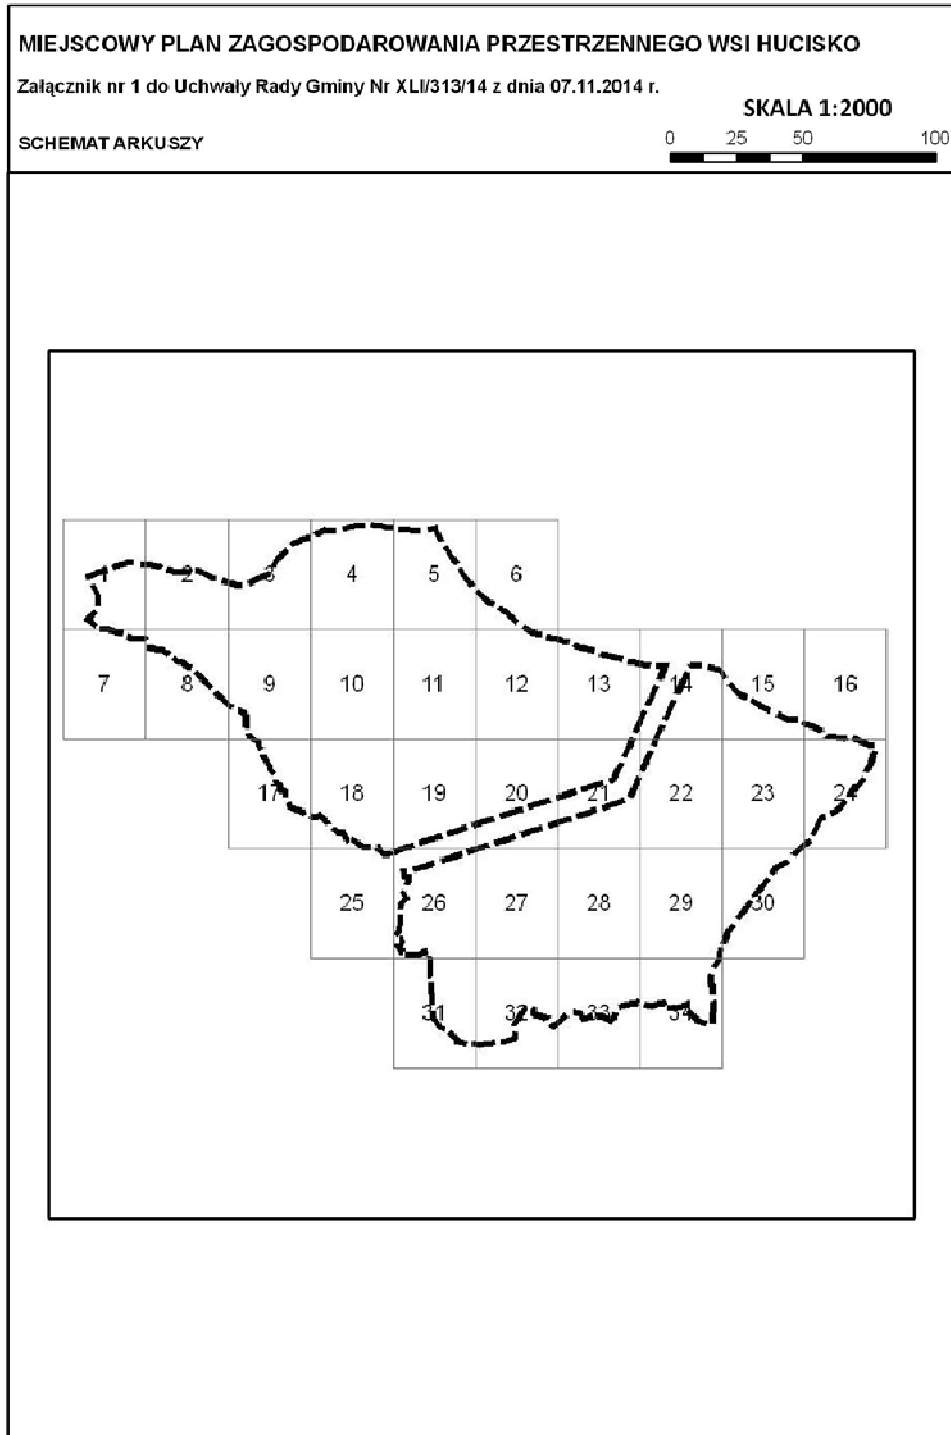 MIEJSCOWY PLAN ZAGOSPODAROWANIA PRZESTRZENNEGO WSI HUCISKO
Załącznik nr 1 do Uchwały Rady Gminy Nr XLI/313/14 z dnia 07.11.2014 r.
SKALA 1:2000
SCHEMAT ARKUSZY
0 25 50 100
1 2 3 4 5 6
7 8 9 10 11 12 13 14 15 16
17 18 19 20 21 22 23 24
25 26 27 28 29 30
31 32 33 34